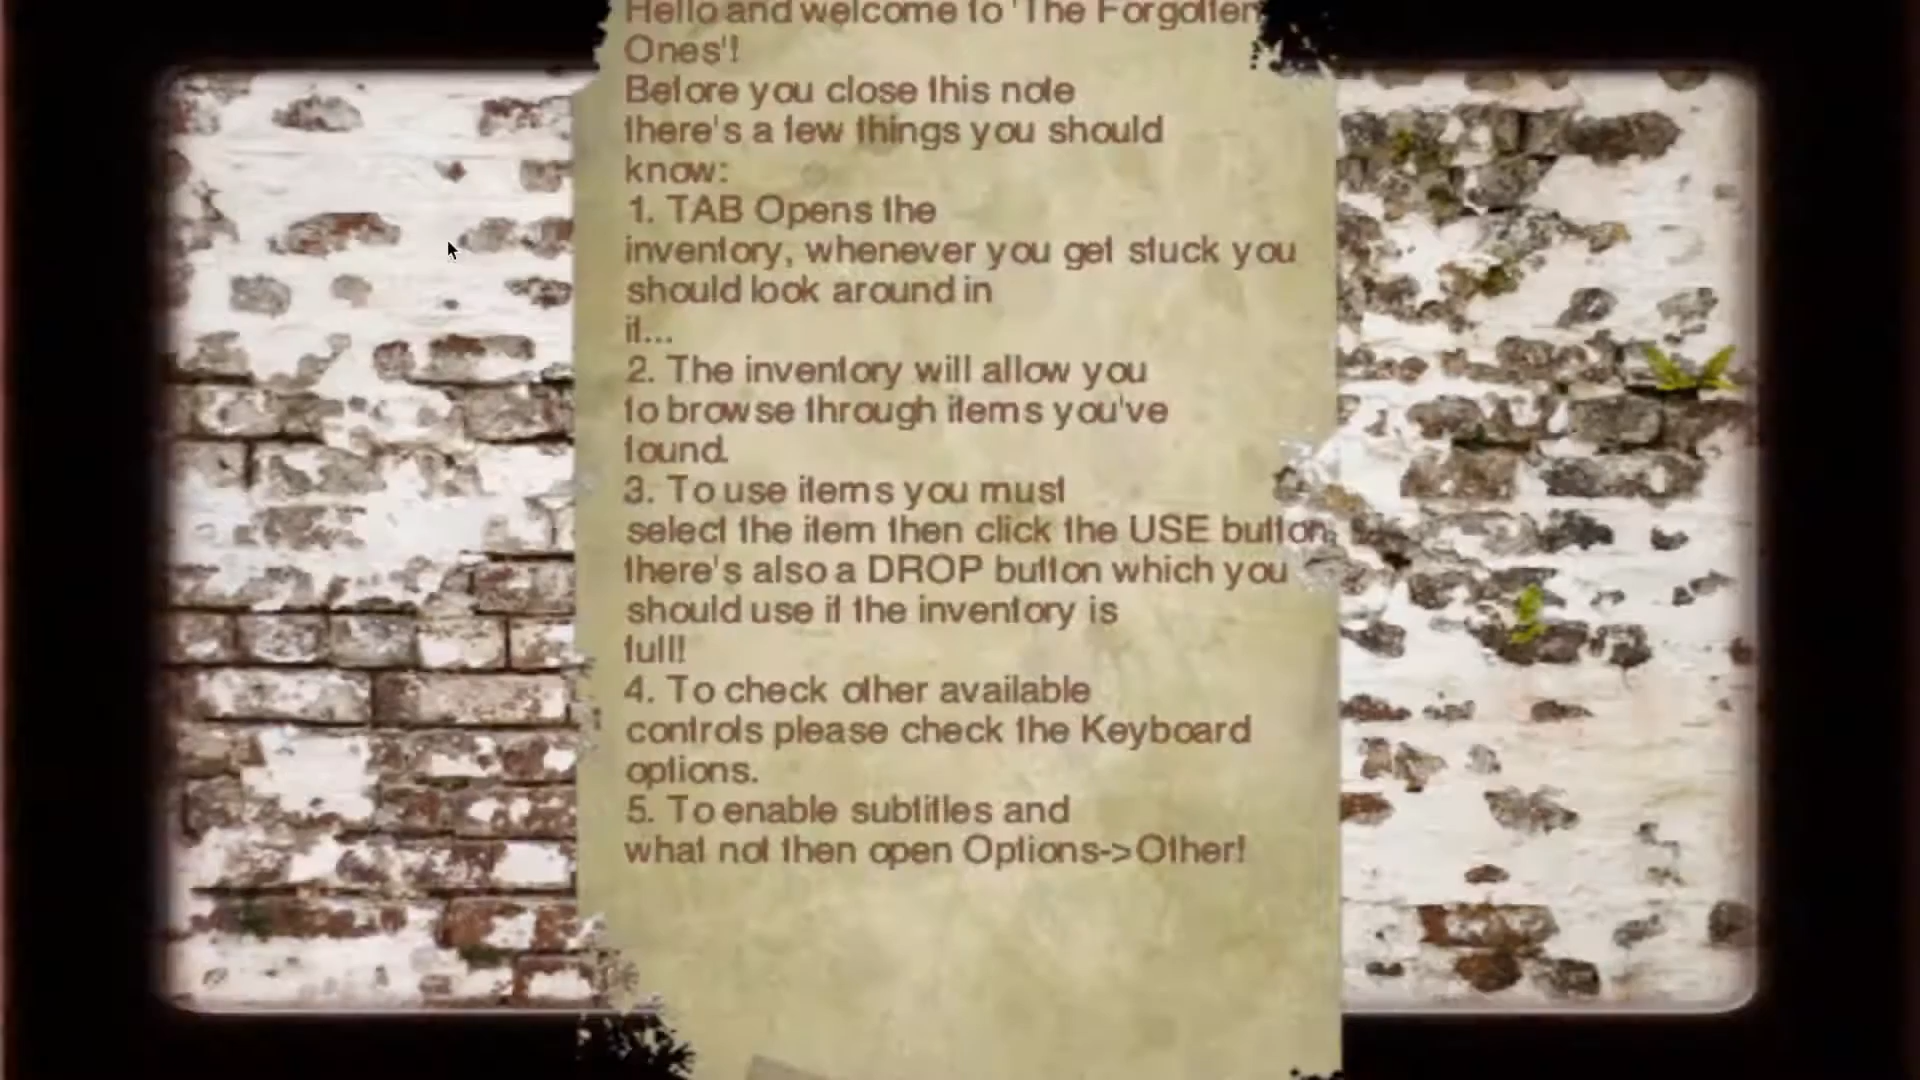 Hello and welcome to 'The Forgotten
Ones'!
Before you close this note
there's a few things you should
know:
1. TAB Opens the
inventory, whenever you get stuck you
should look around in
it...
2. The inventory will allow you
to browse through items you've
found.
3. To use items you must
select the item then click the USE button,
there's also a DROP button which you
should use if the inventory is
full!
4. To check other available
controls please check the Keyboard
options.
5. To enable subtitles and
what not then open Options->Other!